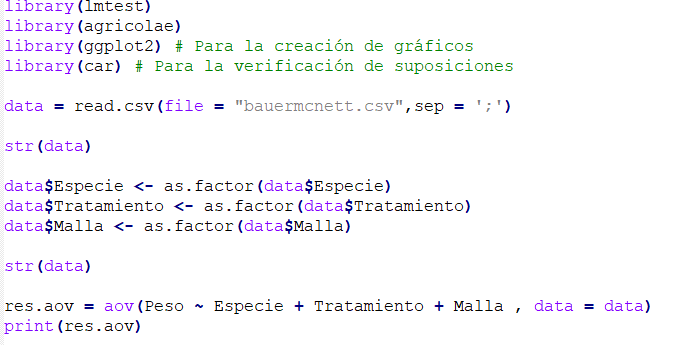 library(lmtest)
library(agricolae)
library(ggplot2) # Para la creación de gráficos
library(car) # Para la verificación de suposiciones
data = read.csv(file = "bauermcnett.csv",sep = ';')
str(data)
data$Especie <- as.factor(data$Especie)
data$Tratamiento <- as.factor(data$Tratamiento)
data$Malla <- as.factor(data$Malla)
str(data)
res.aov = aov(Peso ~ Especie + Tratamiento + Malla , data = data)
print(res.aov)